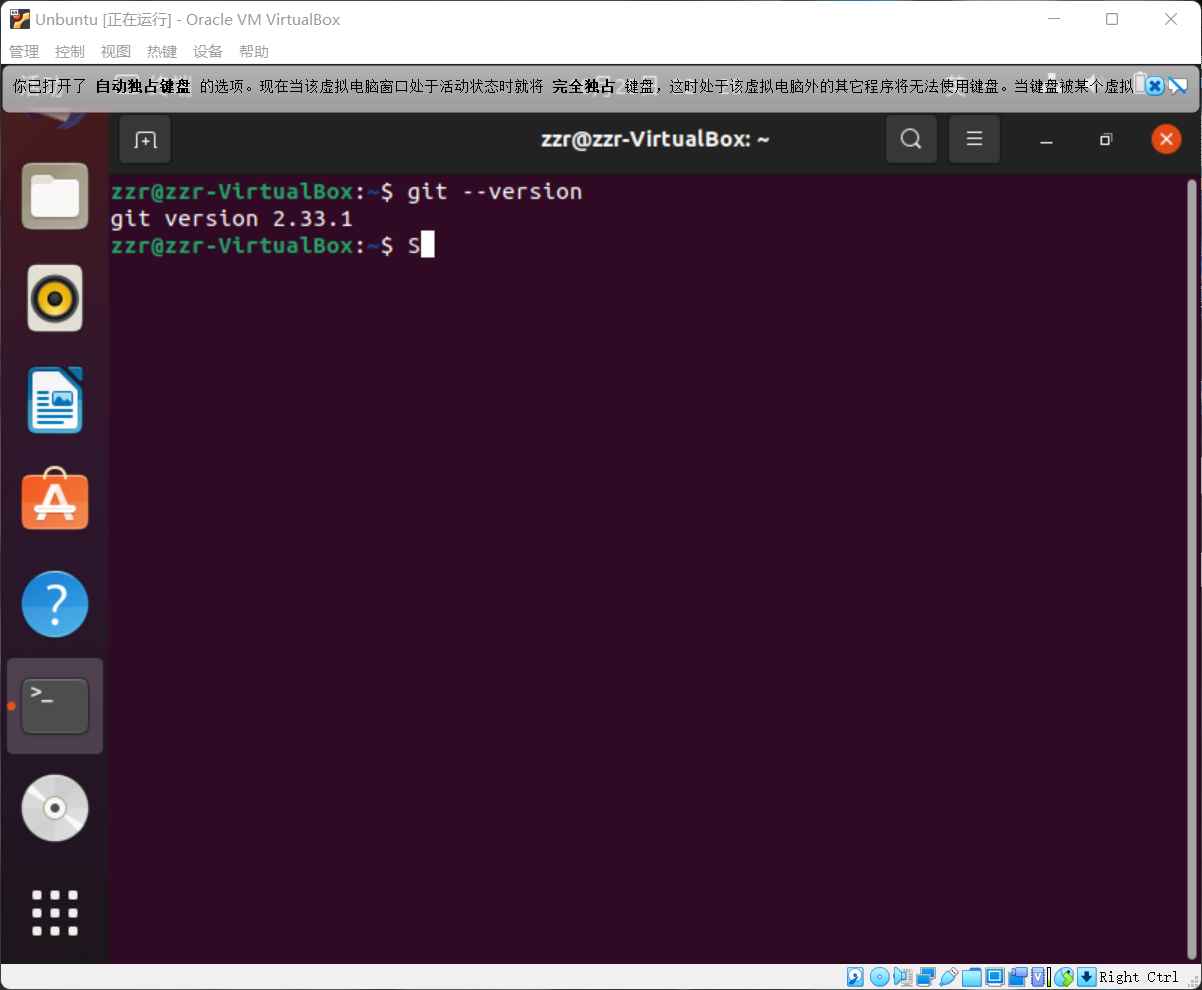 Unbuntu [正在运行] - Oracle VM VirtualBox
管理 控制 视图 热键 设备 帮助
你已打开了 自动独占键盘 的选项。现在当该虚拟电脑窗口处于活动状态时就将 完全独占 键盘，这时处于该虚拟电脑外的其它程序将无法使用键盘。当键盘被某个虚拟
zzr@zzr-VirtualBox: ~
zzr@zzr-VirtualBox:~$ git --version
git version 2.33.1
zzr@zzr-VirtualBox:~$ S
Right Ctrl